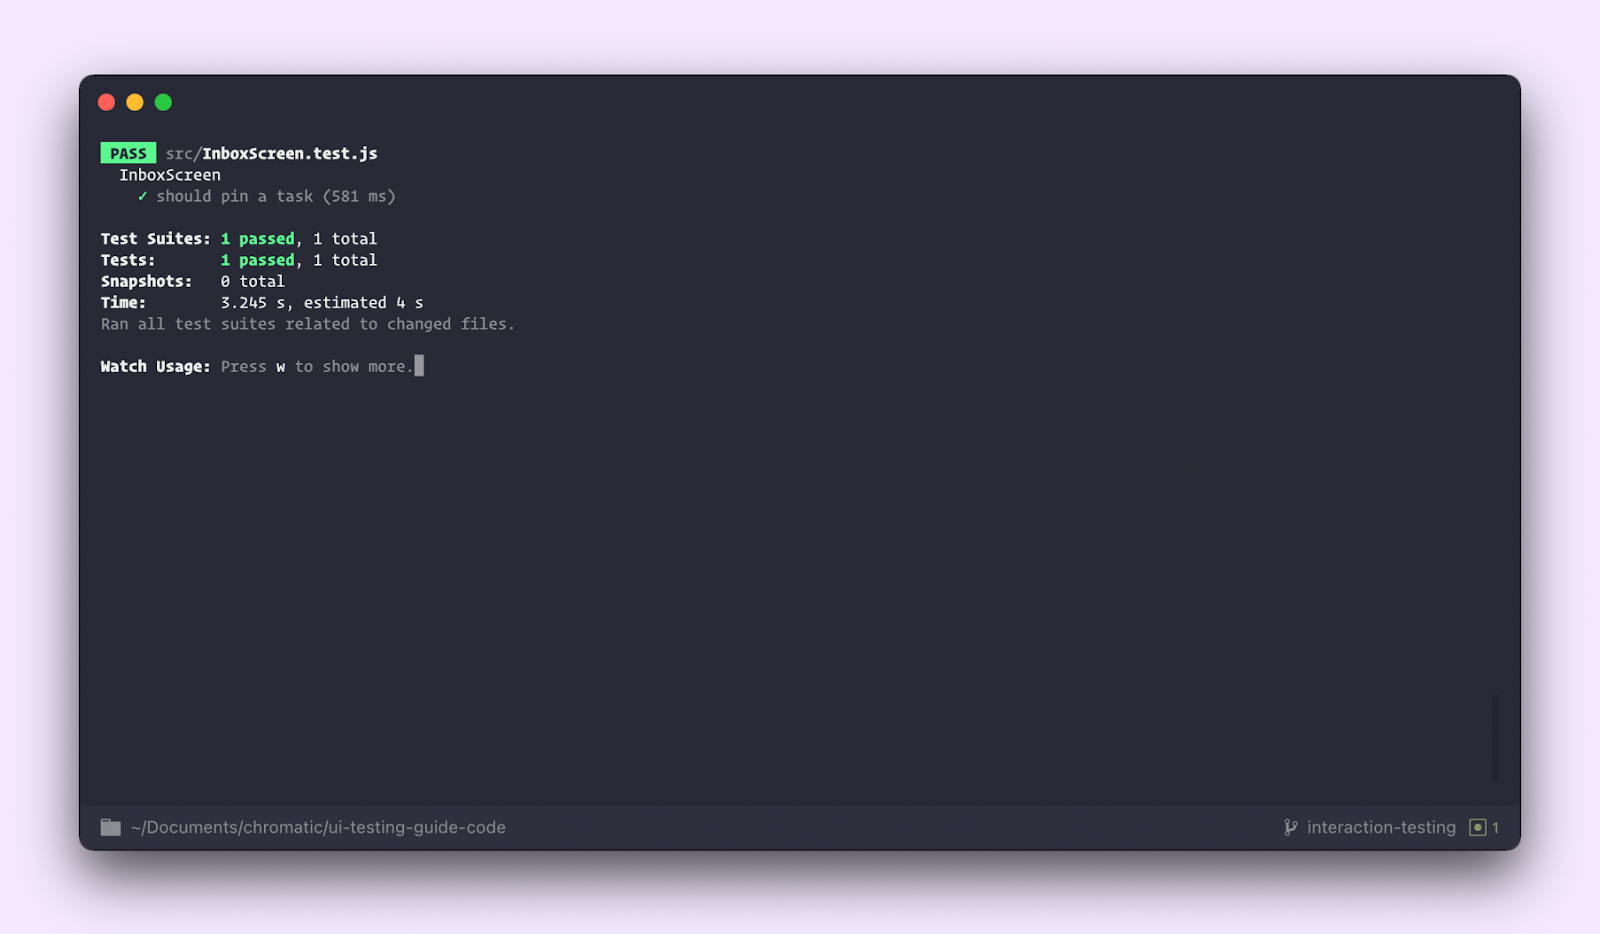 PASS src/InboxScreen.test.js
InboxScreen
✓ should pin a task (581 ms)
Test Suites: 1 passed, 1 total
Tests: 1 passed, 1 total
Snapshots: 0 total
Time: 3.245 s, estimated 4 s
Ran all test suites related to changed files.
Watch Usage: Press w to show more.
~/Documents/chromatic/ui-testing-guide-code
interaction-testing 1